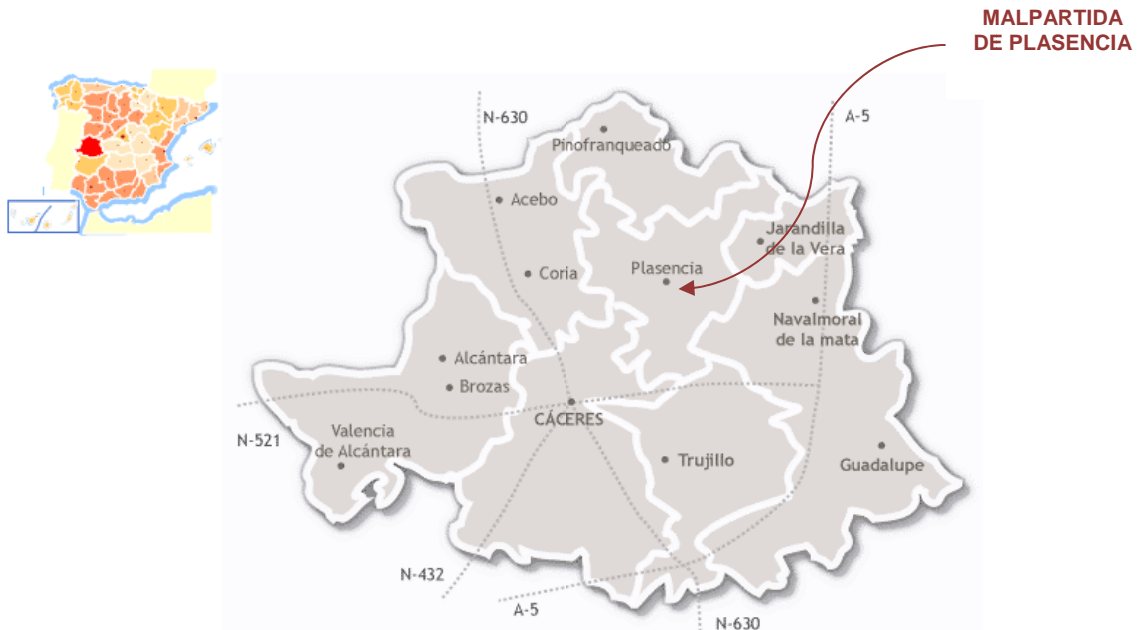 MALPARTIDA
DE PLASENCIA
N-630
A-5
Pinofranqueado
Acebo
Jarandilla
de la Vera
Plasencia
Coria
Navalmoral
de la mata
Alcántara
Brozas
CÁCERES
N-521
Valencia
de Alcántara
Trujillo
Guadalupe
N-432
A-5
N-630